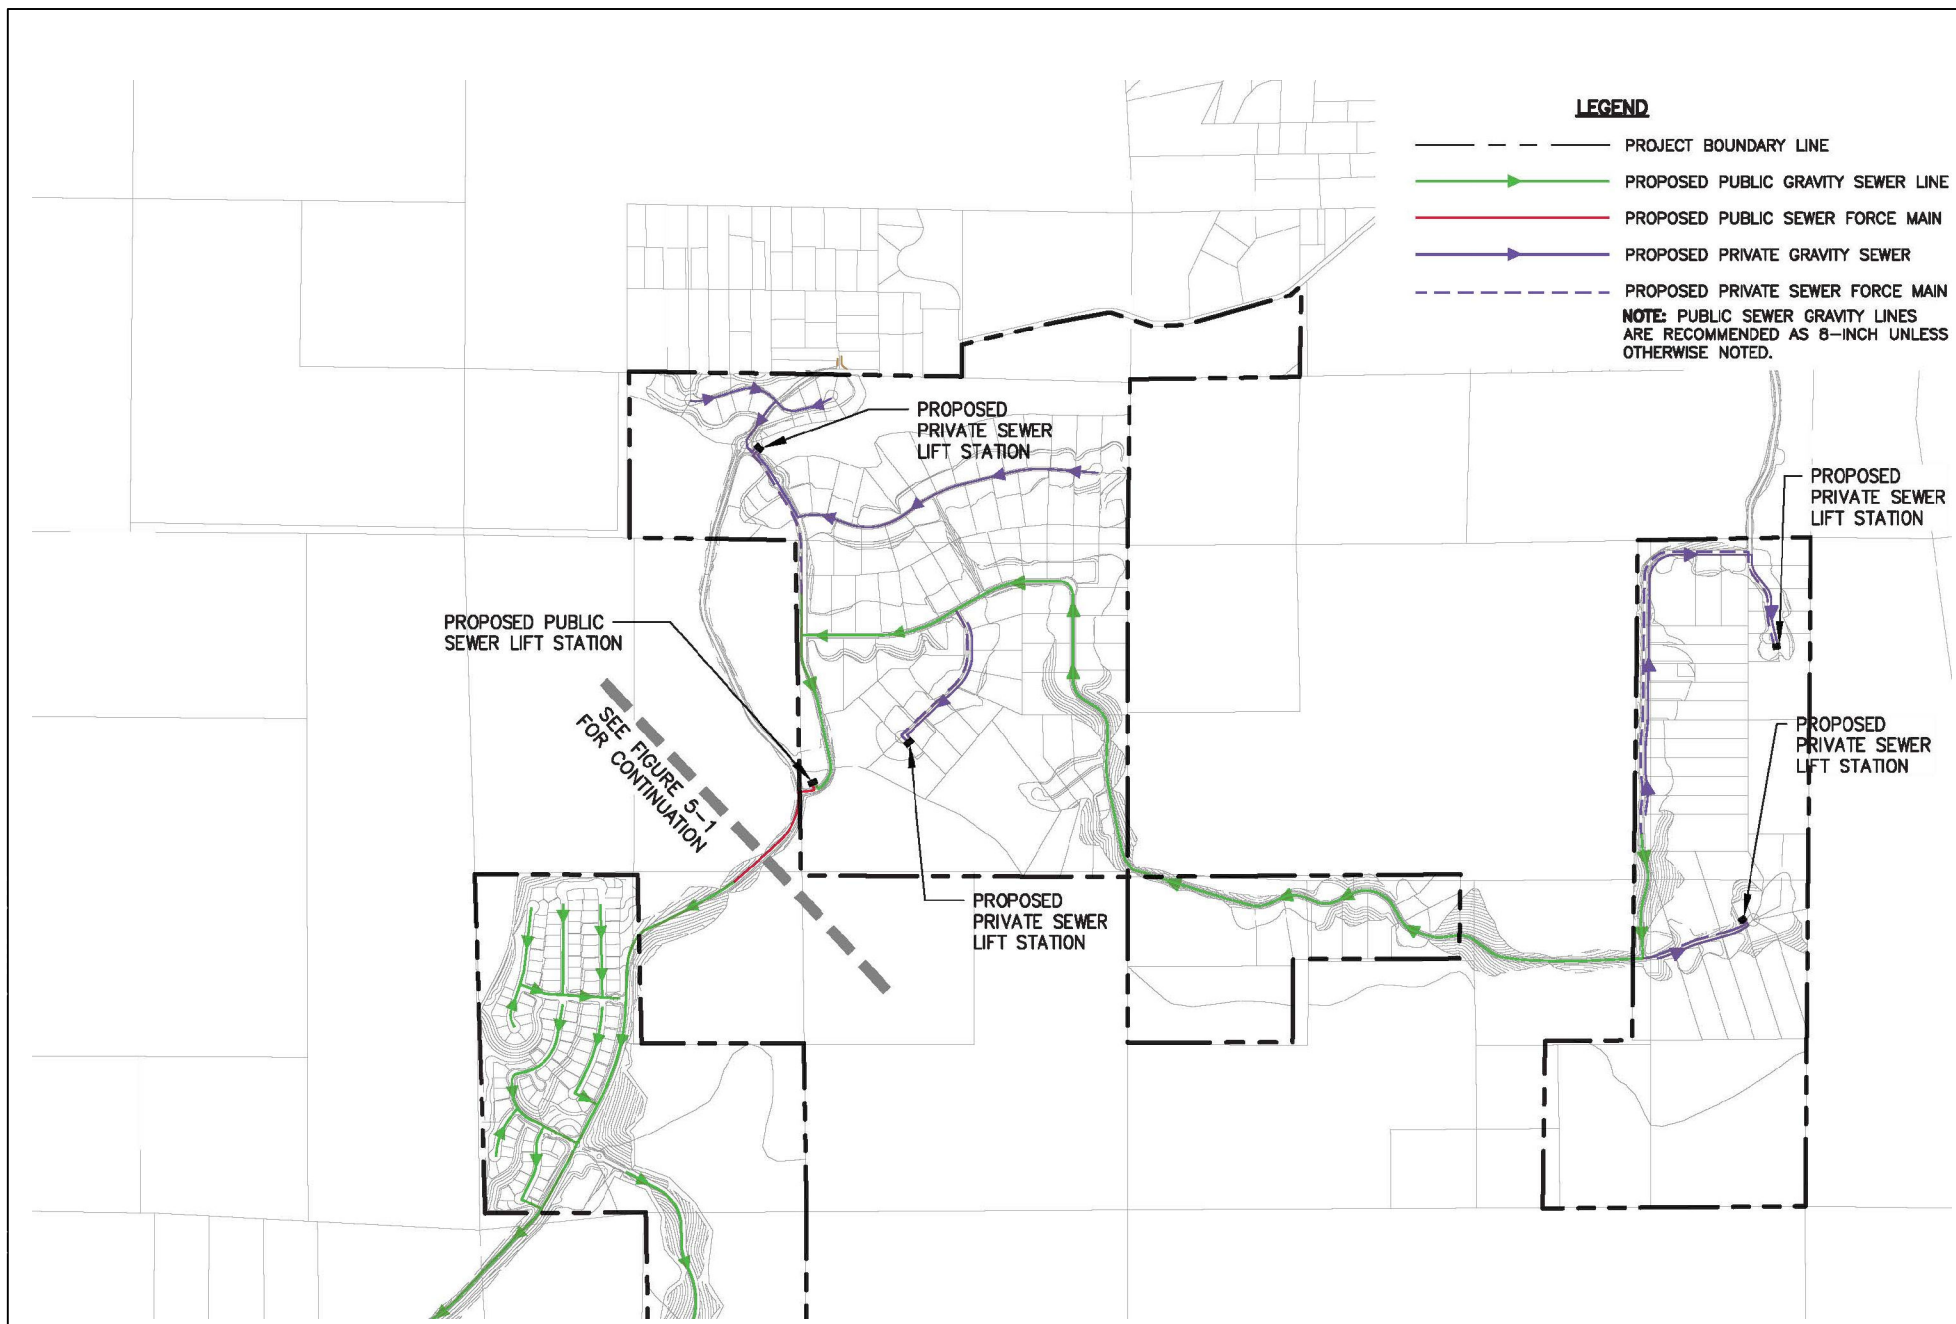 LEGEND
PROJECT BOUNDARY LINE
PROPOSED PUBLIC GRAVITY SEWER LINE
PROPOSED PUBLIC SEWER FORCE MAIN
PROPOSED PRIVATE GRAVITY SEWER
PROPOSED PRIVATE SEWER FORCE MAIN
NOTE: PUBLIC SEWER GRAVITY LINES
ARE RECOMMENDED AS 8-INCH UNLESS
OTHERWISE NOTED.
PROPOSED
PRIVATE SEWER
LIFT STATION
PROPOSED
PRIVATE SEWER
LIFT STATION
PROPOSED PUBLIC
SEWER LIFT STATION
SEE FIGURE 5-1
FOR CONTINUATION
PROPOSED
PRIVATE SEWER
LIFT STATION
PROPOSED
PRIVATE SEWER
LIFT STATION